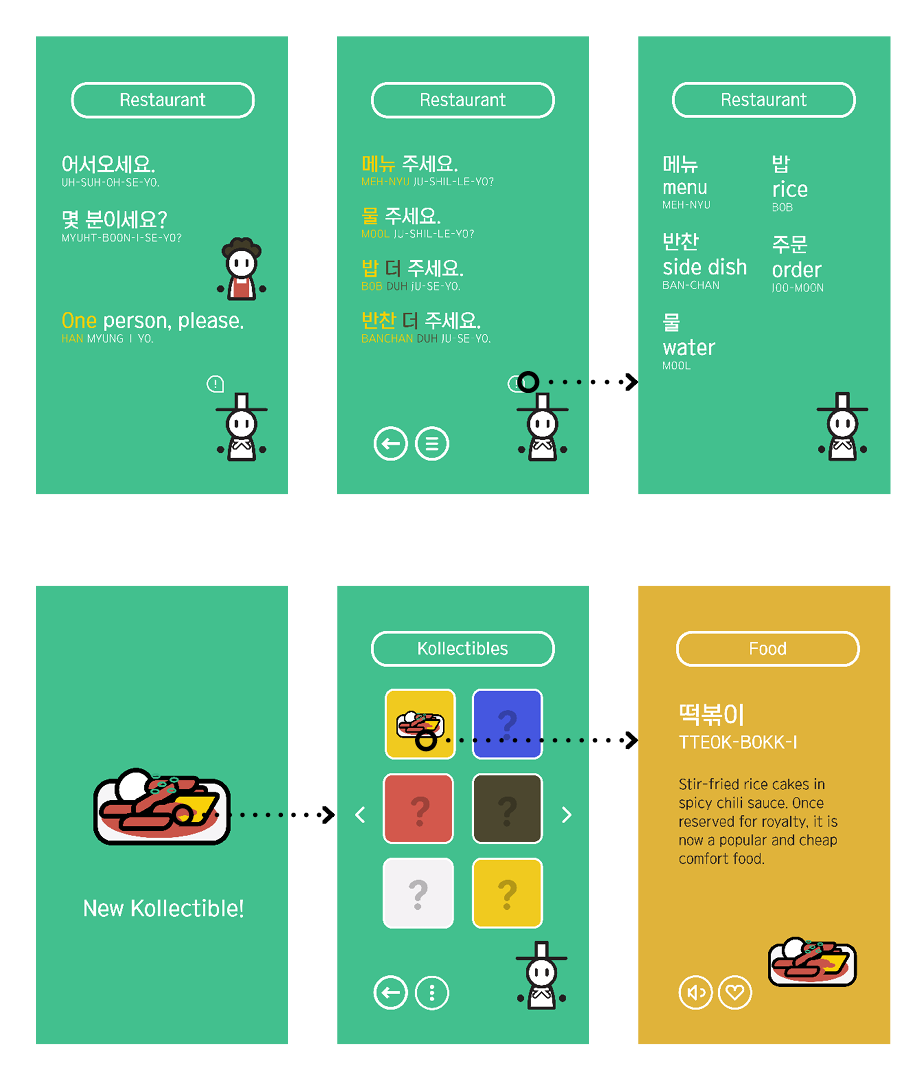 Restaurant
어서오세요.
UH-SUH-OH-SE-YO.
몇 분이세요?
MYUHT-BOON-I-SE-YO?
One person, please.
HAN MYUNG I YO.
!
Restaurant
메뉴 주세요.
MEH-NYU JU-SHIL-LE-YO?
물 주세요.
MOOL JU-SHIL-LE-YO?
밥 더 주세요.
BOB DUH JU-SE-YO.
반찬 더 주세요.
BANCHAN DUH JU SE YO.
Restaurant
메뉴
menu
MEH-NYU
반찬
side dish
BAN-CHAN
물
water
MOOL
밥
rice
BOB
주문
order
JOO-MOON
New Kollectible!
Kollectibles
?
? ?
? ?
Food
떡볶이
TTEOK-BOKK-I
Stir-fried rice cakes in
spicy chili sauce. Once
reserved for royalty, it is
now a popular and cheap
comfort food.